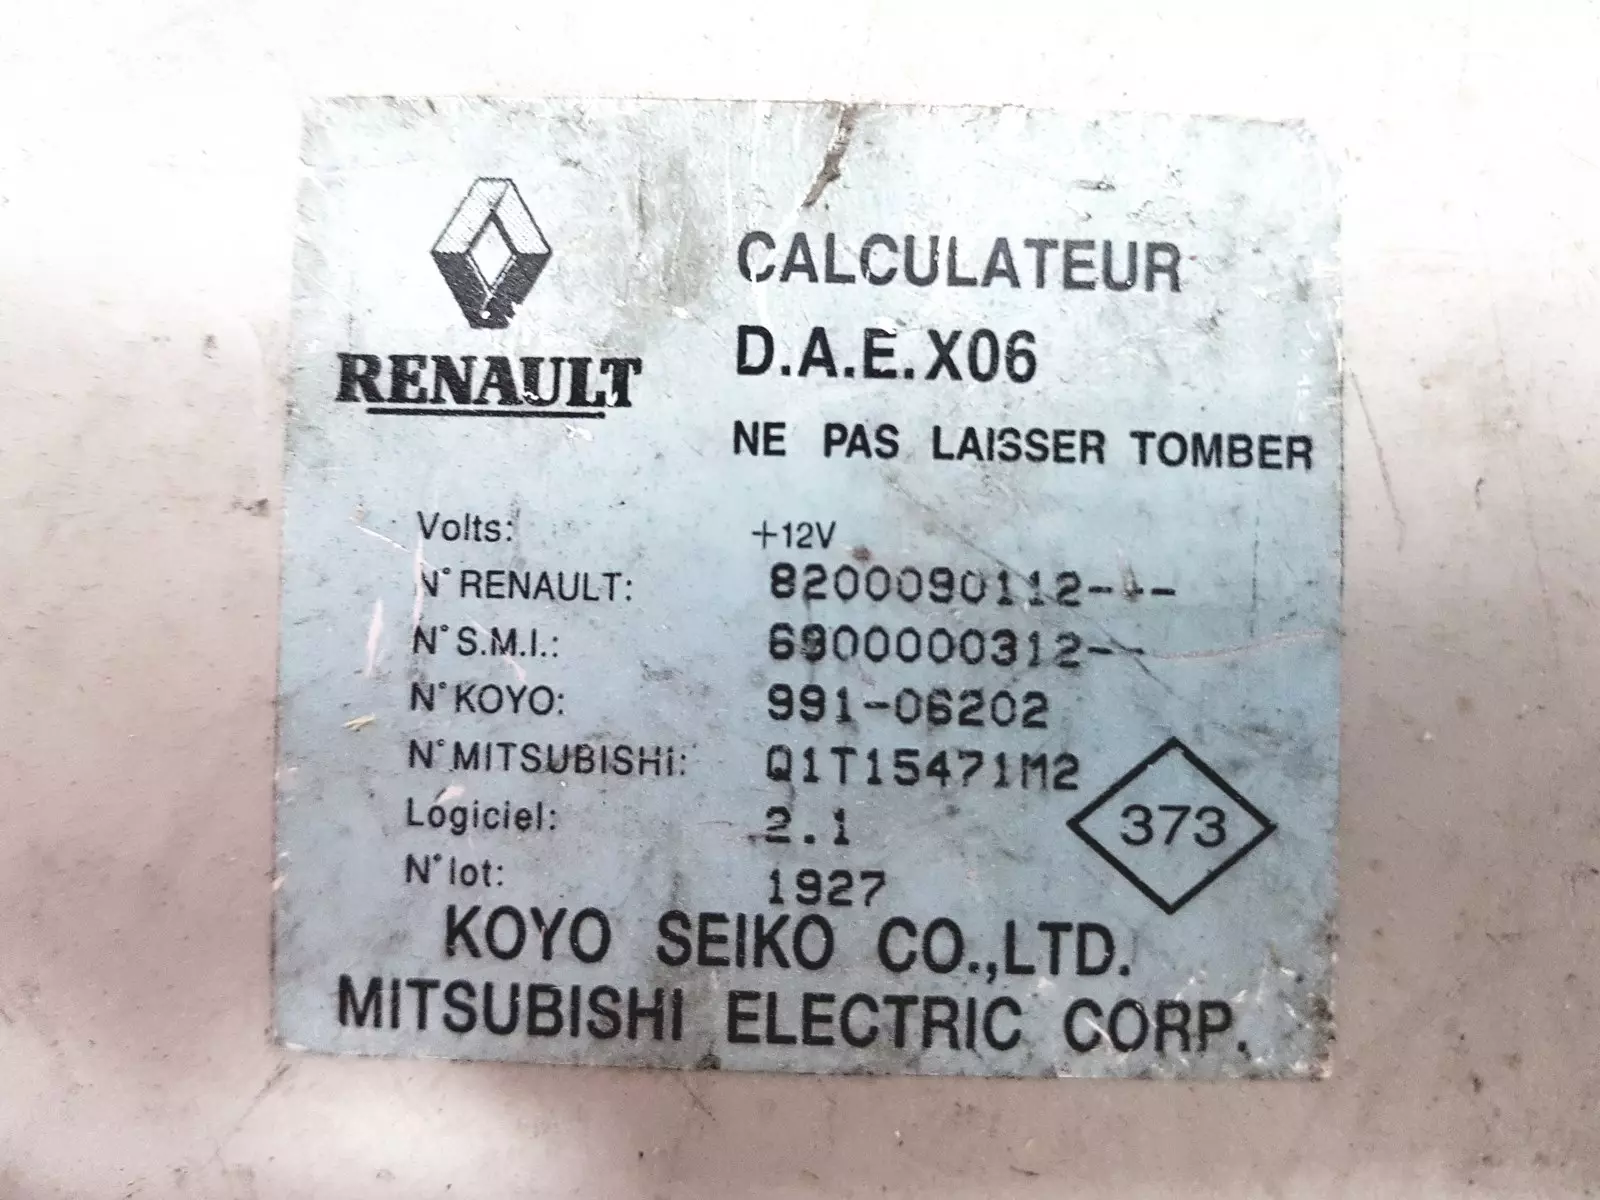 CALCULATEUR
D.A.E.X06
RENAULT
NE PAS LAISSER TOMBER
Volts: +12V
N° RENAULT: 8200090112---
N° S.M.I.: 6900000312--
N° KOYO: 991-06202
N° MITSUBISHI: Q1T15471M2
Logiciel: 2.1
373
N° lot: 1927
KOYO SEIKO CO.,LTD.
MITSUBISHI ELECTRIC CORP.